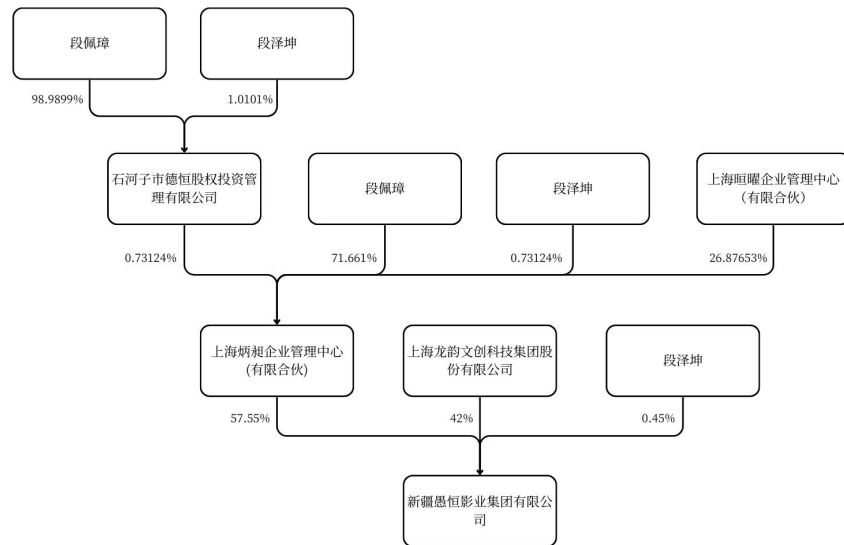 段佩璋
段泽坤
98.9899%
1.0101%
石河子市德恒股权投资管
理有限公司
段佩璋
段泽坤
上海晅曜企业管理中心
（有限合伙）
0.73124%
71.661%
0.73124%
26.87653%
上海炳昶企业管理中心
(有限合伙)
上海龙韵文创科技集团股
份有限公司
段泽坤
57.55%
42%
0.45%
新疆愚恒影业集团有限公
司